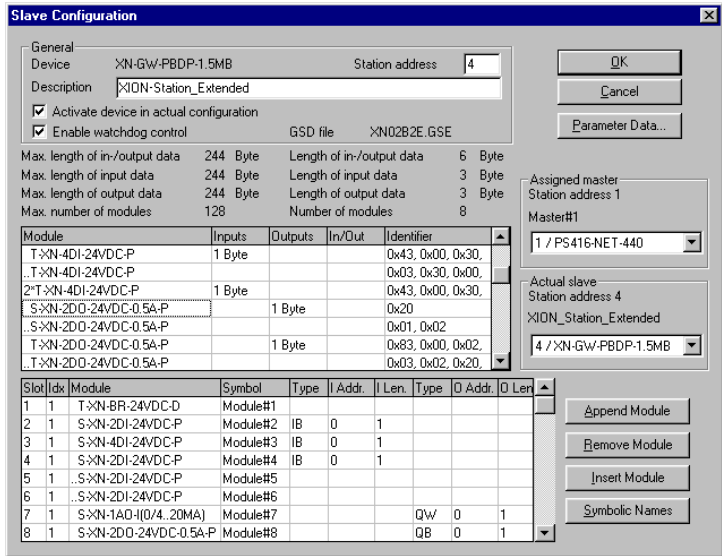 Slave Configuration
General
Device XN-GW-PBDP-1.5MB Station address 4
Description XION-Station_Extended
Activate device in actual configuration
Enable watchdog control GSD file XN02B2E.GSE
OK
Cancel
Parameter Data...
Max. length of in-/output data 244 Byte Length of in-/output data 6 Byte
Max. length of input data 244 Byte Length of input data 3 Byte
Max. length of output data 244 Byte Length of output data 3 Byte
Max. number of modules 128 Number of modules 8
Assigned master
Station address 1
Master#1
1 / PS416-NET-440
Module Inputs Outputs In/Out Identifier
T-XN-4DI-24VDC-P 1 Byte 0x43, 0x00, 0x30,
..T-XN-4DI-24VDC-P 0x03, 0x30, 0x00,
2*T-XN-4DI-24VDC-P 1 Byte 0x43, 0x00, 0x30,
S-XN-2DO-24VDC-0.5A-P 1 Byte 0x20
..S-XN-2DO-24VDC-0.5A-P 0x01, 0x02
T-XN-2DO-24VDC-0.5A-P 1 Byte 0x83, 0x00, 0x02,
..T-XN-2DO-24VDC-0.5A-P 0x03, 0x02, 0x20,
Actual slave
Station address 4
XION_Station_Extended
4 / XN-GW-PBDP-1.5MB
Slot Idx Module Symbol Type I Addr. I Len. Type O Addr. O Len
1 1 T-XN-BR-24VDC-D Module#1
2 1 S-XN-2DI-24VDC-P Module#2 IB 0 1
3 1 S-XN-4DI-24VDC-P Module#3 IB 0 1
4 1 S-XN-2DI-24VDC-P Module#4 IB 0 1
5 1 ..S-XN-2DI-24VDC-P Module#5
6 1 ..S-XN-2DI-24VDC-P Module#6
7 1 S-XN-1AO-I(0/4..20MA) Module#7 QW 0 1
8 1 S-XN-2DO-24VDC-0.5A-P Module#8 QB 0 1
Append Module
Remove Module
Insert Module
Symbolic Names